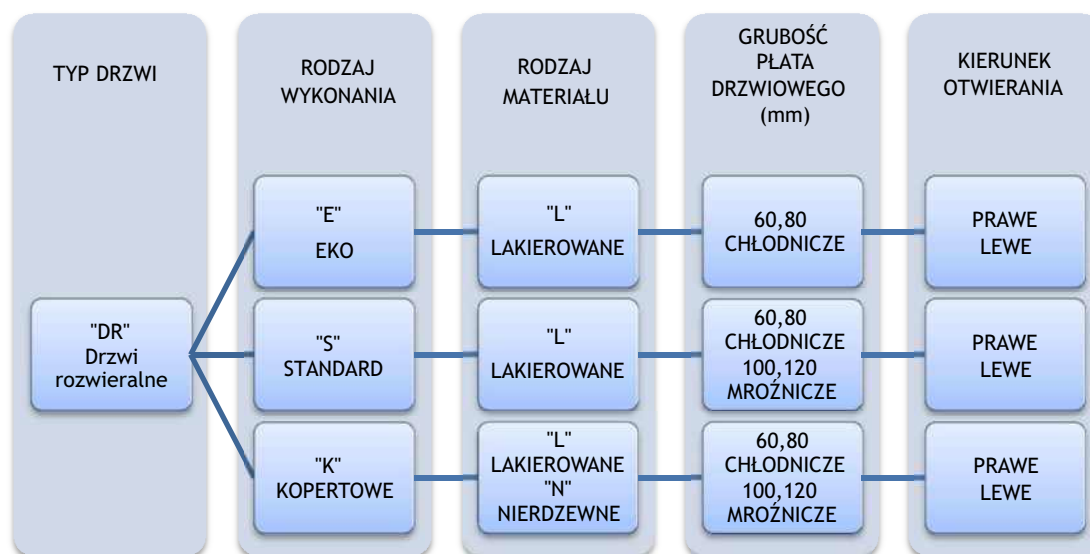 TYP DRZWI
RODZAJ
WYKONANIA
RODZAJ
MATERIAŁU
GRUBOŚĆ
PŁATA
DRZWIOWEGO
(mm)
KIERUNEK
OTWIERANIA
"DR"
Drzwi
rozwieralne
"E"
EKO
"L"
LAKIEROWANE
60,80
CHŁODNICZE
PRAWE
LEWE
"S"
STANDARD
"L"
LAKIEROWANE
60,80
CHŁODNICZE
100,120
MROŹNICZE
PRAWE
LEWE
"K"
KOPERTOWE
"L"
LAKIEROWANE
"N"
NIERDZEWNE
60,80
CHŁODNICZE
100,120
MROŹNICZE
PRAWE
LEWE